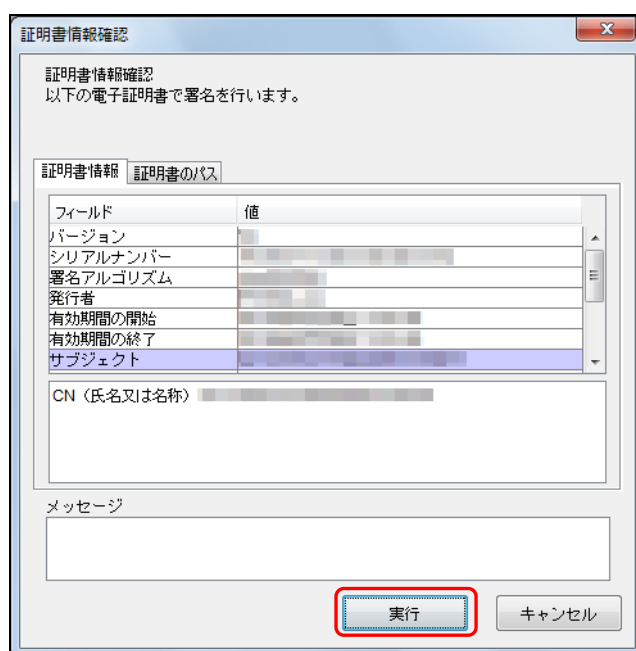 証明書情報確認
証明書情報確認
以下の電子証明書で署名を行います。
証明書情報 証明書のパス
フィールド 値
バージョン
シリアルナンバー
署名アルゴリズム
発行者
有効期間の開始
有効期間の終了
サブジェクト
CN（氏名又は名称）
メッセージ
実行 キャンセル